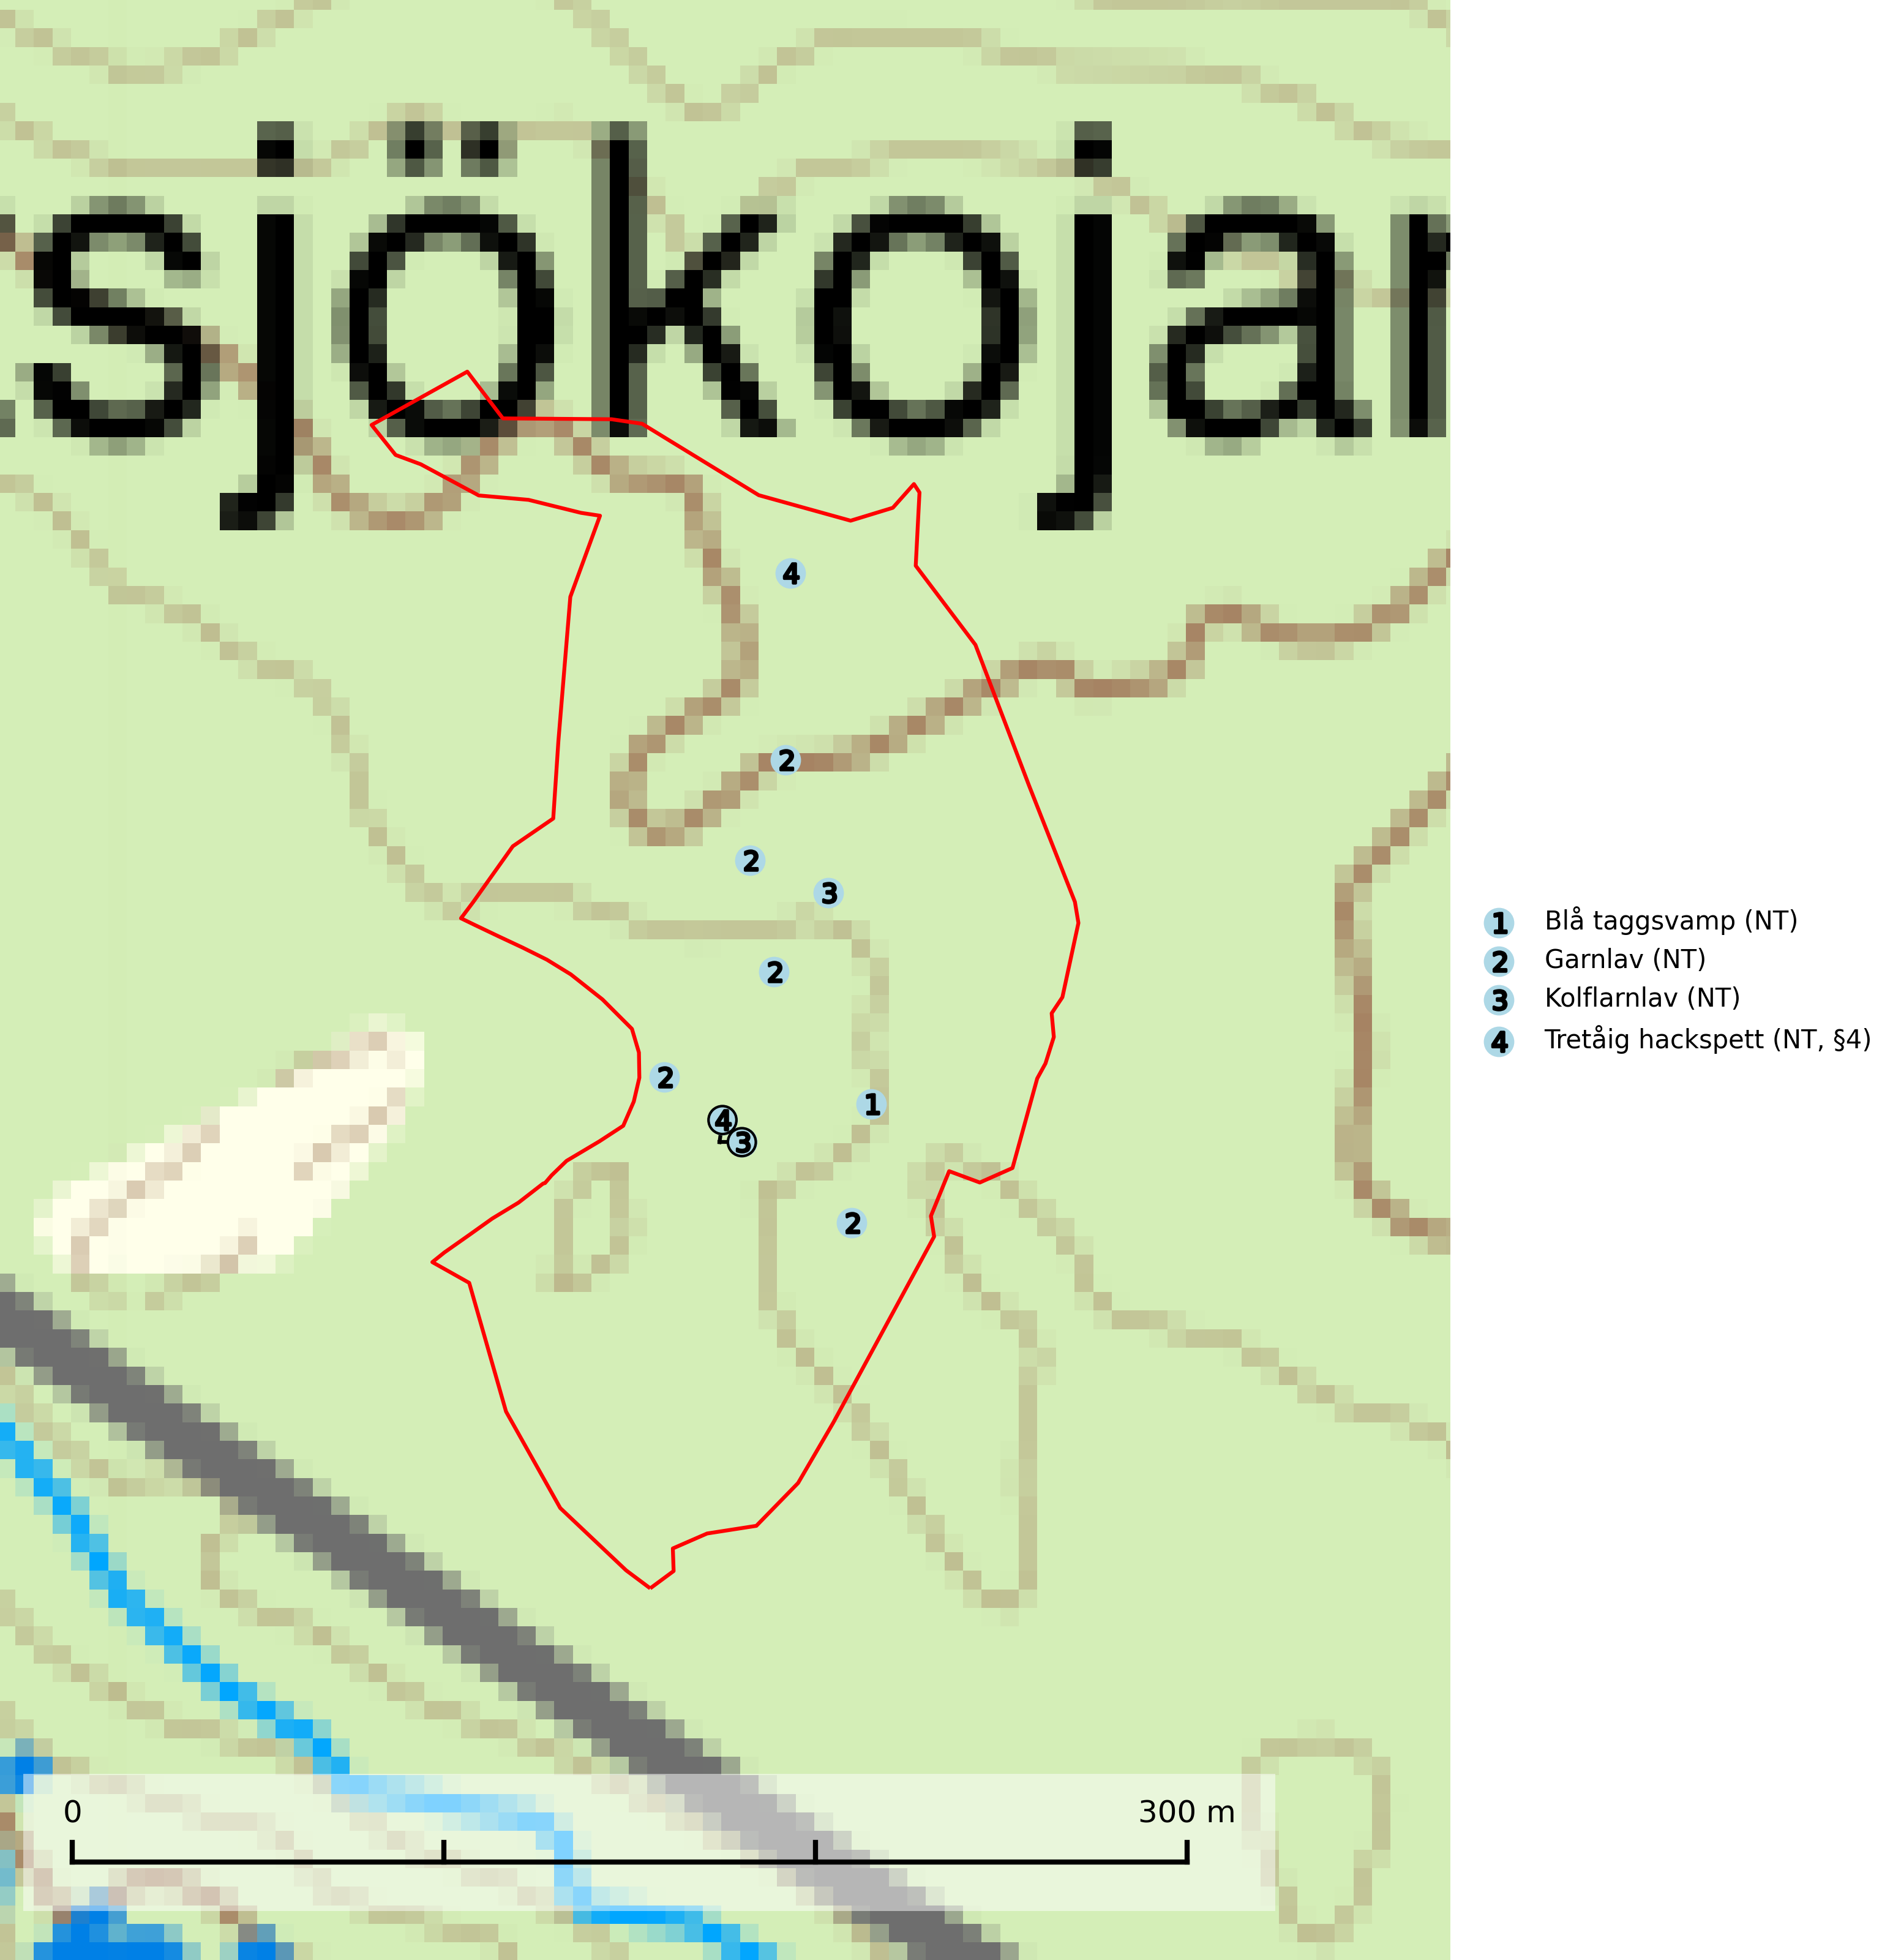 sjökojar
4
2
2
3
2
2
1
4
3
2
1 Blå taggsvamp (NT)
2 Garnlav (NT)
3 Kolflarnlav (NT)
4 Tretåig hackspett (NT, §4)
0 300 m